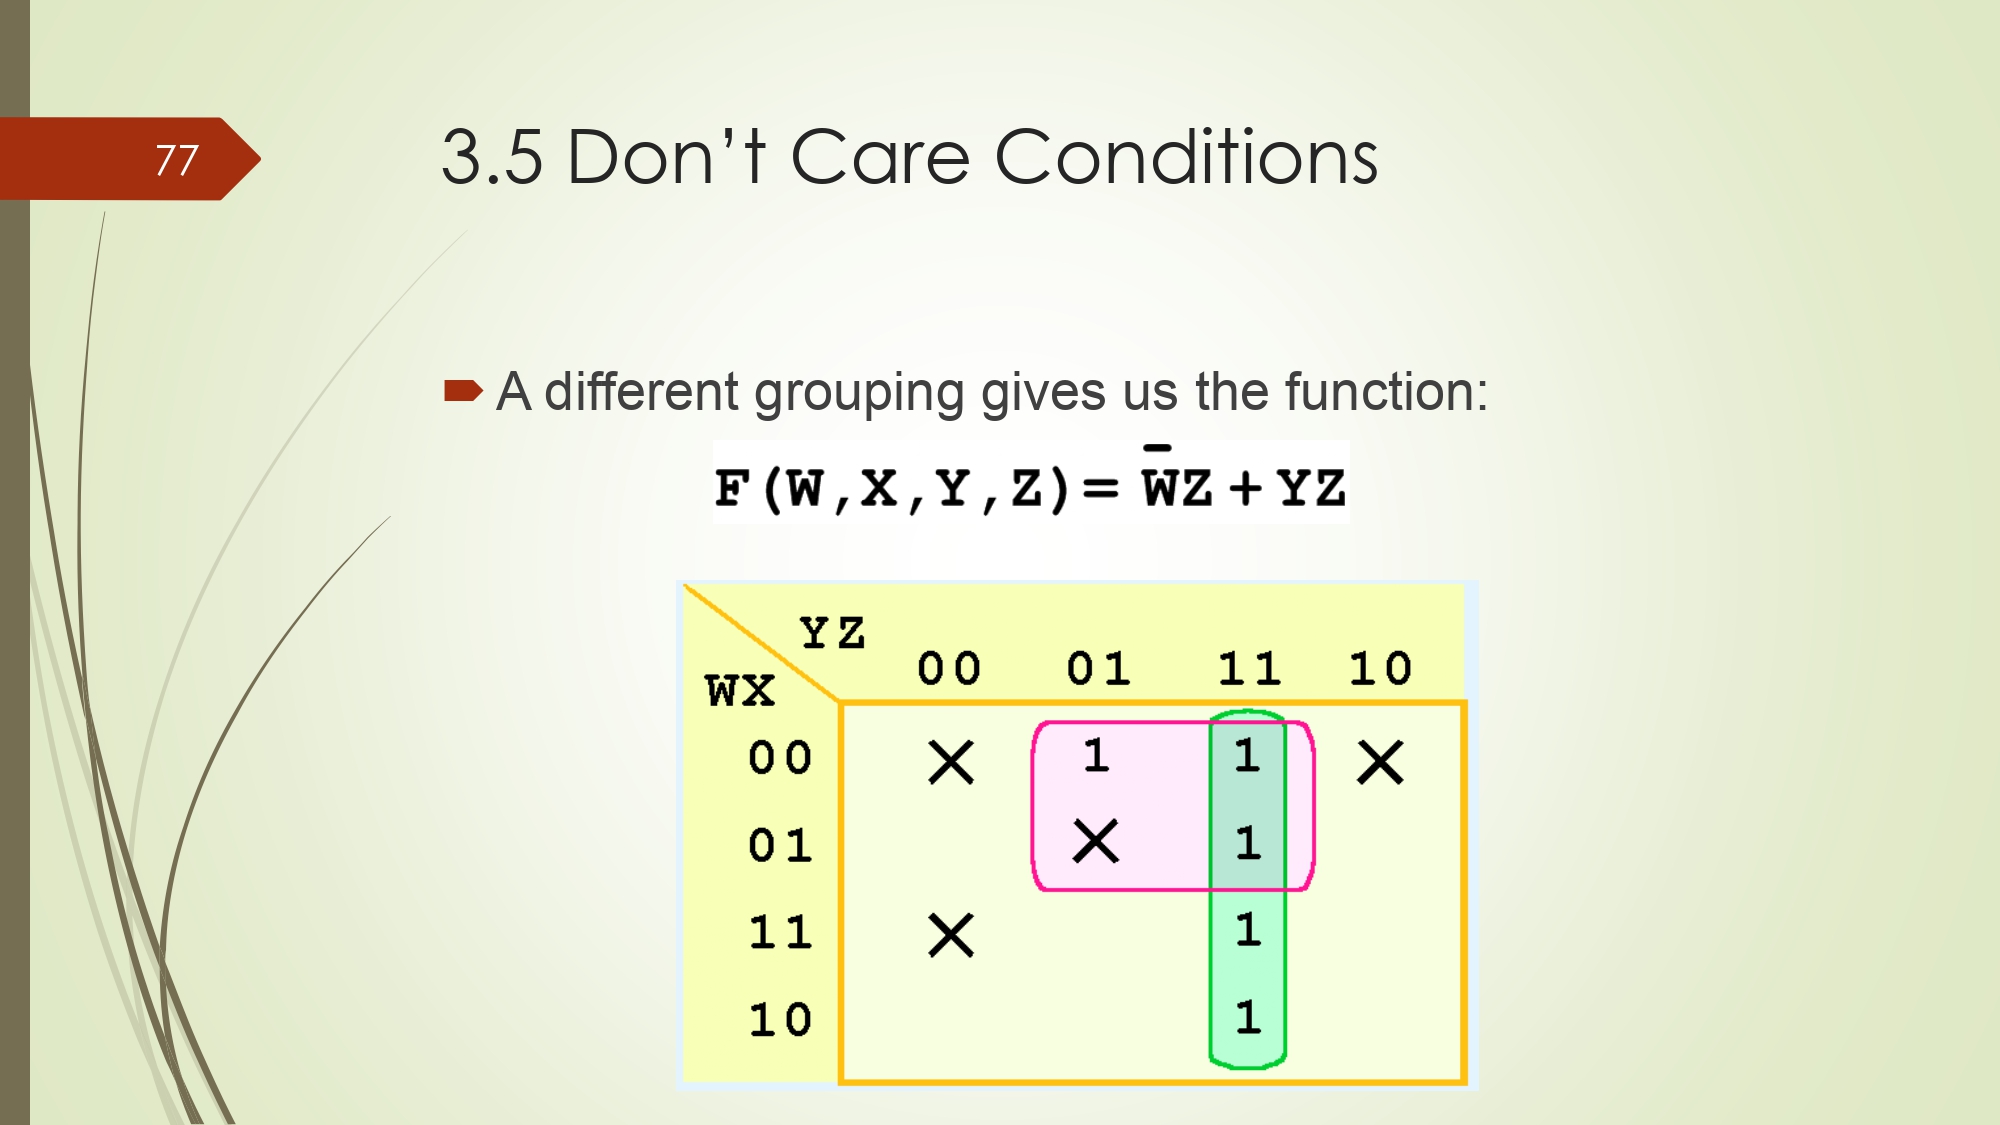 77
3.5 Don’t Care Conditions
A different grouping gives us the function:
F(W,X,Y,Z)= W̅Z + YZ
YZ
WX
00 01 11 10
00 × 1 1 ×
01 × 1
11 × 1
10 1